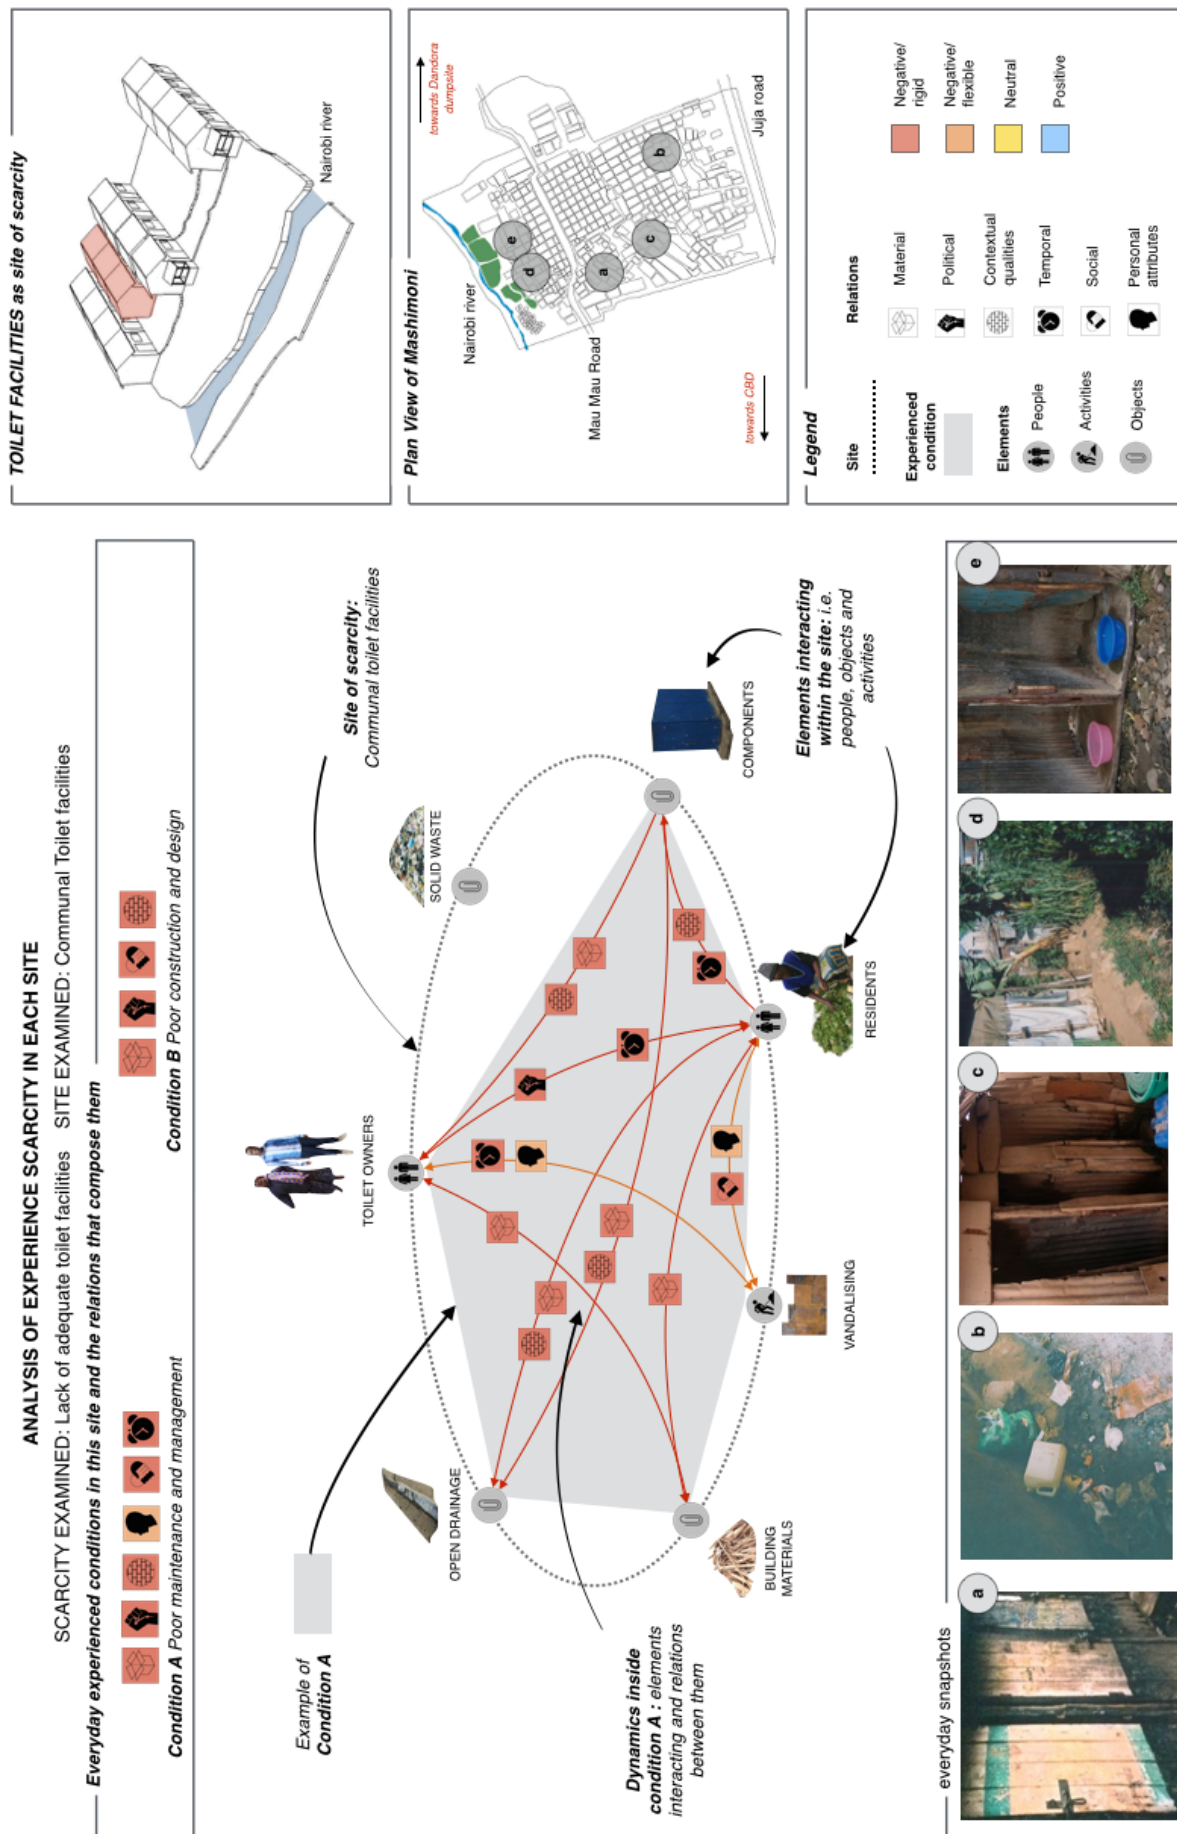 ANALYSIS OF EXPERIENCE SCARCITY IN EACH SITE
SCARCITY EXAMINED: Lack of adequate toilet facilities SITE EXAMINED: Communal Toilet facilities
Everyday experienced conditions in this site and the relations that compose them
Condition A Poor maintenance and management
Condition B Poor construction and design
Example of
Condition A
Site of scarcity:
Communal toilet facilities
TOILET OWNERS
SOLID WASTE
OPEN DRAINAGE
COMPONENTS
BUILDING
MATERIALS
VANDALISING
RESIDENTS
Dynamics inside
condition A : elements
interacting and relations
between them
Elements interacting
within the site: i.e.
people, objects and
activities
everyday snapshots
a
b
c
d
e
TOILET FACILITIES as site of scarcity
Nairobi river
Plan View of Mashimoni
towards Dandora
dumpsite
Nairobi river
Mau Mau Road
towards CBD
Juja road
a
b
c
d
e
Legend
Site
Experienced
condition
Elements
People
Activities
Objects
Relations
Material
Political
Contextual
qualities
Temporal
Social
Personal
attributes
Negative/
rigid
Negative/
flexible
Neutral
Positive